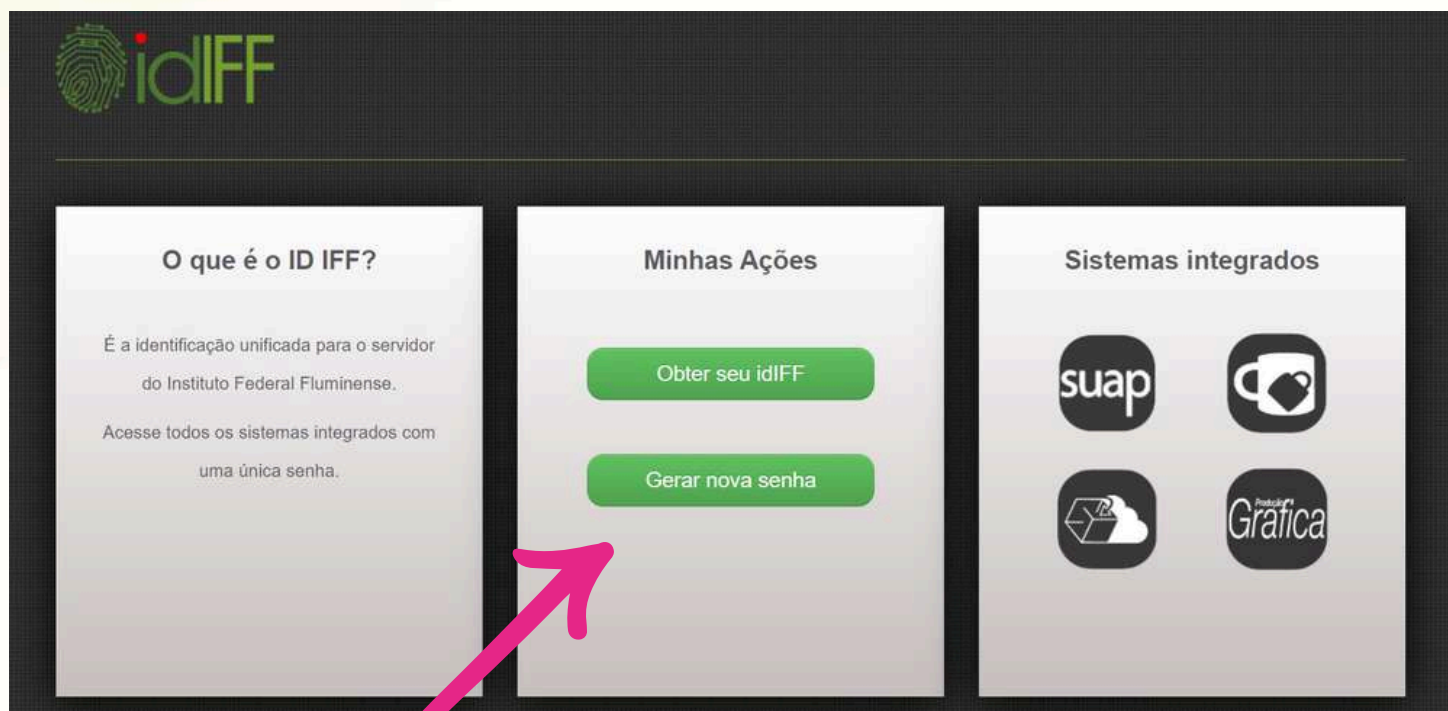 idIFF
O que é o ID IFF?
É a identificação unificada para o servidor
do Instituto Federal Fluminense.
Acesse todos os sistemas integrados com
uma única senha.
Minhas Ações
Obter seu idIFF
Gerar nova senha
Sistemas integrados
suap
Produção
Gráfica